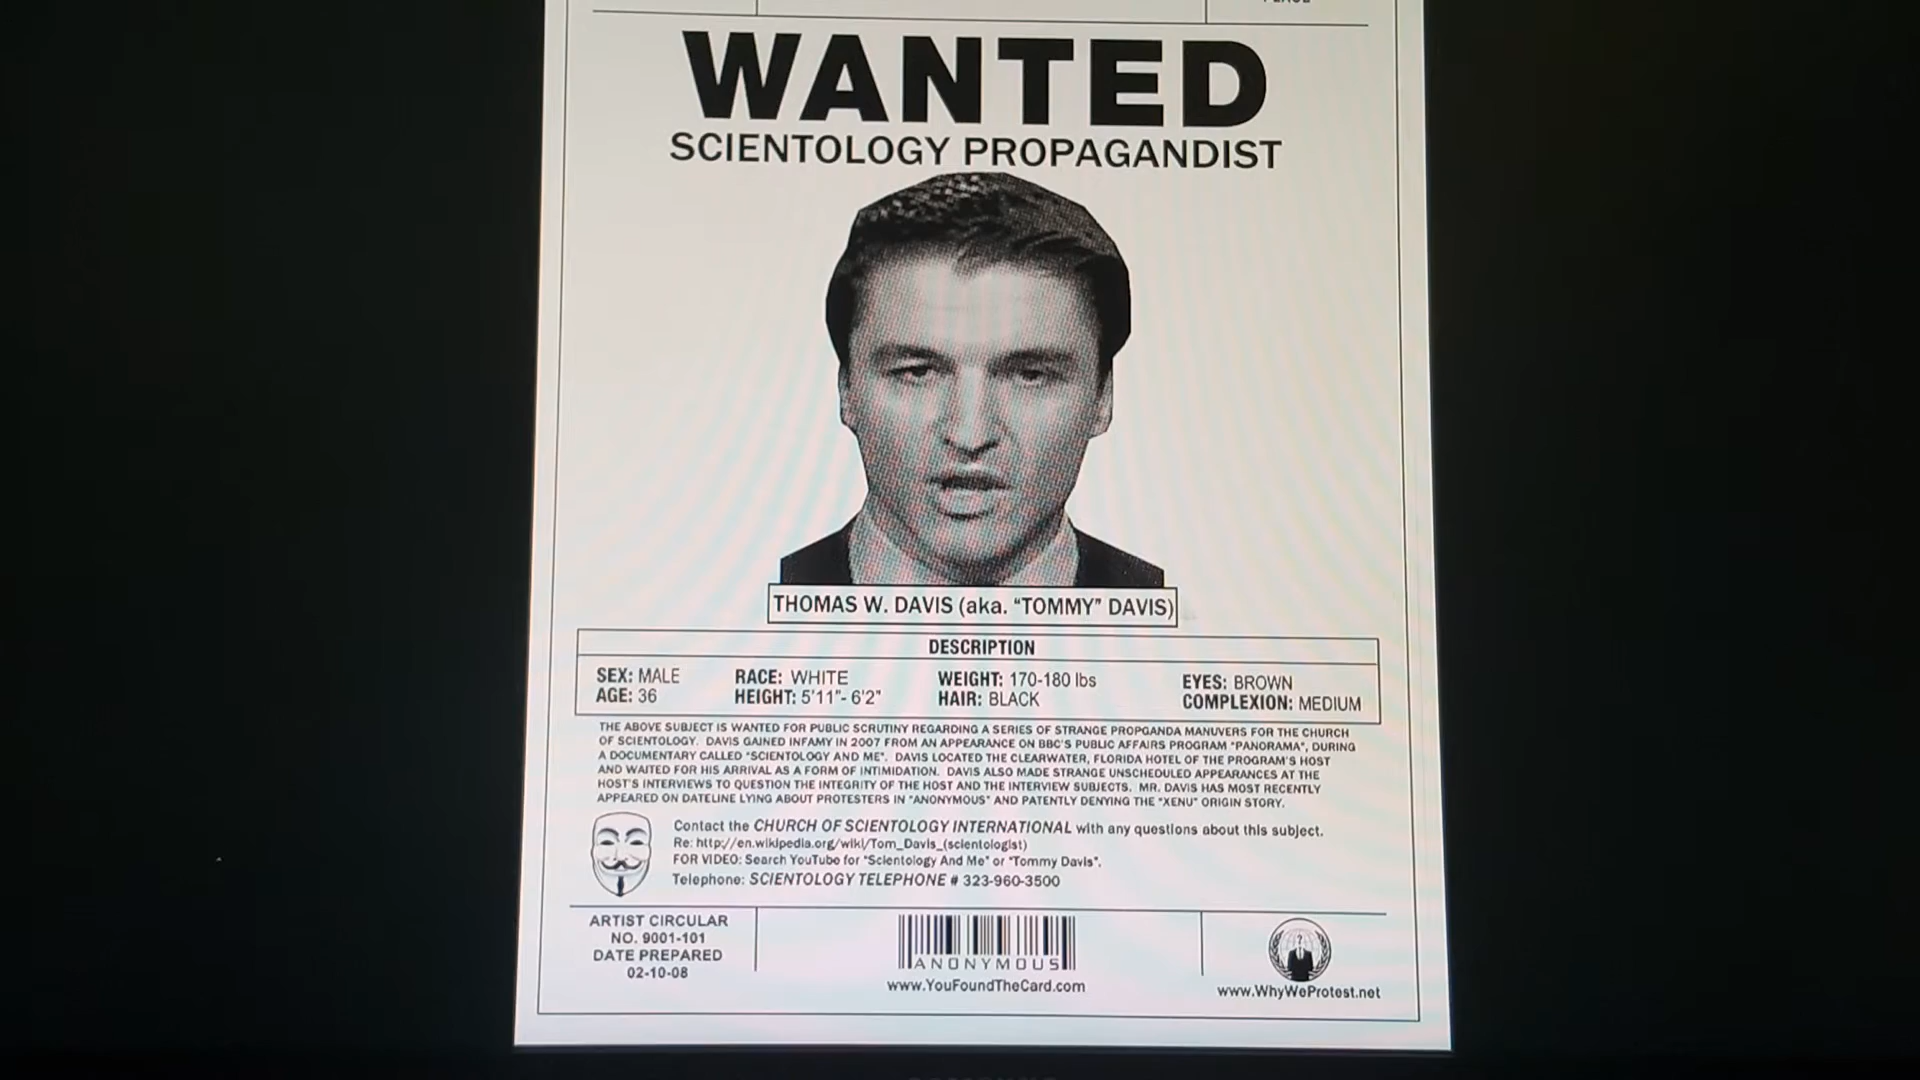 PLACE
WANTED
SCIENTOLOGY PROPAGANDIST
THOMAS W. DAVIS (aka. "TOMMY" DAVIS)
DESCRIPTION
SEX: MALE RACE: WHITE WEIGHT: 170-180 lbs EYES: BROWN
AGE: 36 HEIGHT: 5'11"- 6'2" HAIR: BLACK COMPLEXION: MEDIUM
THE ABOVE SUBJECT IS WANTED FOR PUBLIC SCRUTINY REGARDING A SERIES OF STRANGE PROPGANDA MANUVERS FOR THE CHURCH
OF SCIENTOLOGY. DAVIS GAINED INFAMY IN 2007 FROM AN APPEARANCE ON BBC'S PUBLIC AFFAIRS PROGRAM "PANORAMA", DURING
A DOCUMENTARY CALLED "SCIENTOLOGY AND ME". DAVIS LOCATED THE CLEARWATER, FLORIDA HOTEL OF THE PROGRAM'S HOST
AND WAITED FOR HIS ARRIVAL AS A FORM OF INTIMIDATION. DAVIS ALSO MADE STRANGE UNSCHEDULED APPEARANCES AT THE
HOST'S INTERVIEWS TO QUESTION THE INTEGRITY OF THE HOST AND THE INTERVIEW SUBJECTS. MR. DAVIS HAS MOST RECENTLY
APPEARED ON DATELINE LYING ABOUT PROTESTERS IN "ANONYMOUS" AND PATENTLY DENYING THE "XENU" ORIGIN STORY.
Contact the CHURCH OF SCIENTOLOGY INTERNATIONAL with any questions about this subject.
Re: http://en.wikipedia.org/wiki/Tom_Davis_(scientologist)
FOR VIDEO: Search YouTube for "Scientology And Me" or "Tommy Davis".
Telephone: SCIENTOLOGY TELEPHONE # 323-960-3500
ARTIST CIRCULAR
NO. 9001-101
DATE PREPARED
02-10-08
ANONYMOUS
www.YouFoundTheCard.com
?
www.WhyWeProtest.net